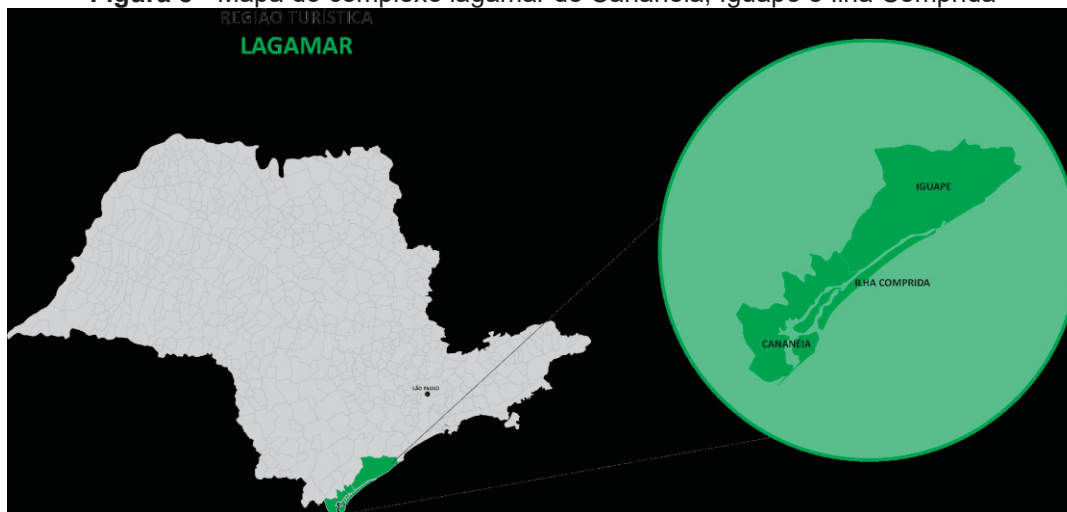 Mapa do complexo lagamar de Cananéia, Iguape e Ilha Comprida
REGIÃO TURÍSTICA
LAGAMAR
IGUAPE
ILHA COMPRIDA
CANANÉIA
SÃO PAULO